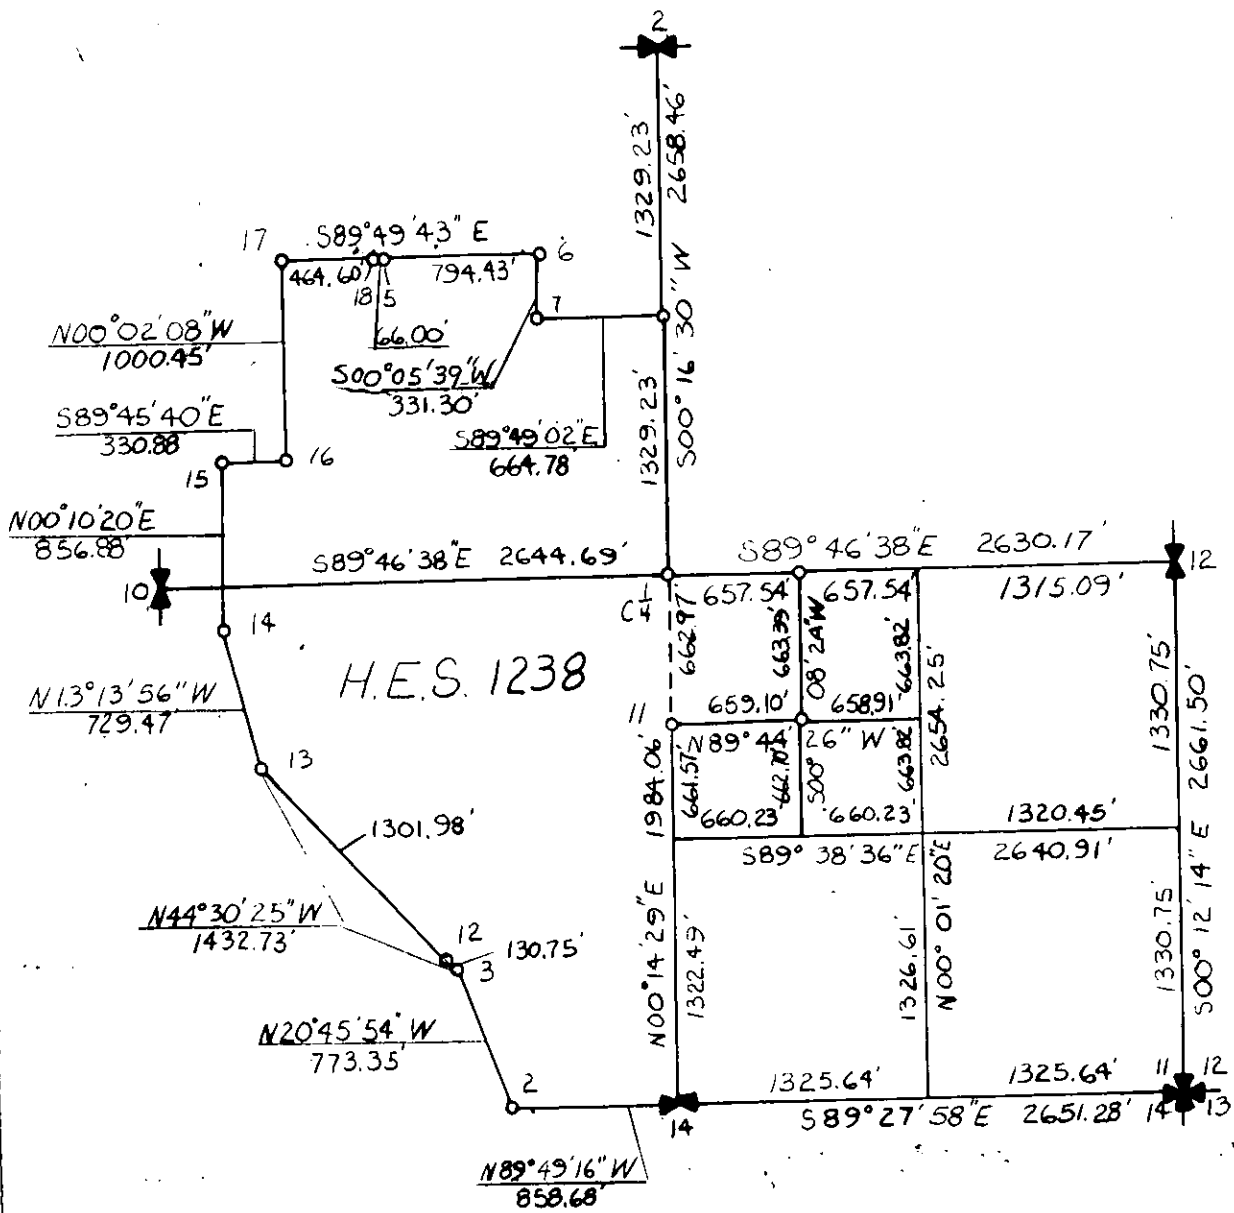 2
1329.23'
2658.46'
S00°16'30"W
1329.23'
17
S89°49'43"E
6
464.60'
18 5
794.43'
7
N00°02'08"W
1000.45'
66.00'
S00°05'39"W
331.30'
S89°45'40"E
330.88
S89°49'02"E
664.78'
15
16
N00°10'20"E
856.88'
10
S89°46'38"E 2644.69'
S89°46'38"E 2630.17'
12
C 1/4
657.54'
657.54'
1315.09'
14
662.97'
663.39'
08'24"W
663.82'
2654.25'
H.E.S. 1238
1330.75'
2661.50'
N13°13'56"W
729.47'
11
659.10'
658.91'
N89°44'
26"W
13
1984.06'
661.57'
662.70'
S00°
663.82'
660.23'
660.23'
1320.45'
1301.98'
S89°38'36"E
2640.91'
N44°30'25"W
1432.73'
12
3
130.75'
N00°14'29"E
1322.49'
1326.61'
N00°01'20"E
1330.75'
S00°12'14"E
N20°45'54"W
773.35'
2
1325.64'
1325.64'
11 12
14
S89°27'58"E 2651.28'
14 13
N89°49'16"W
858.68'